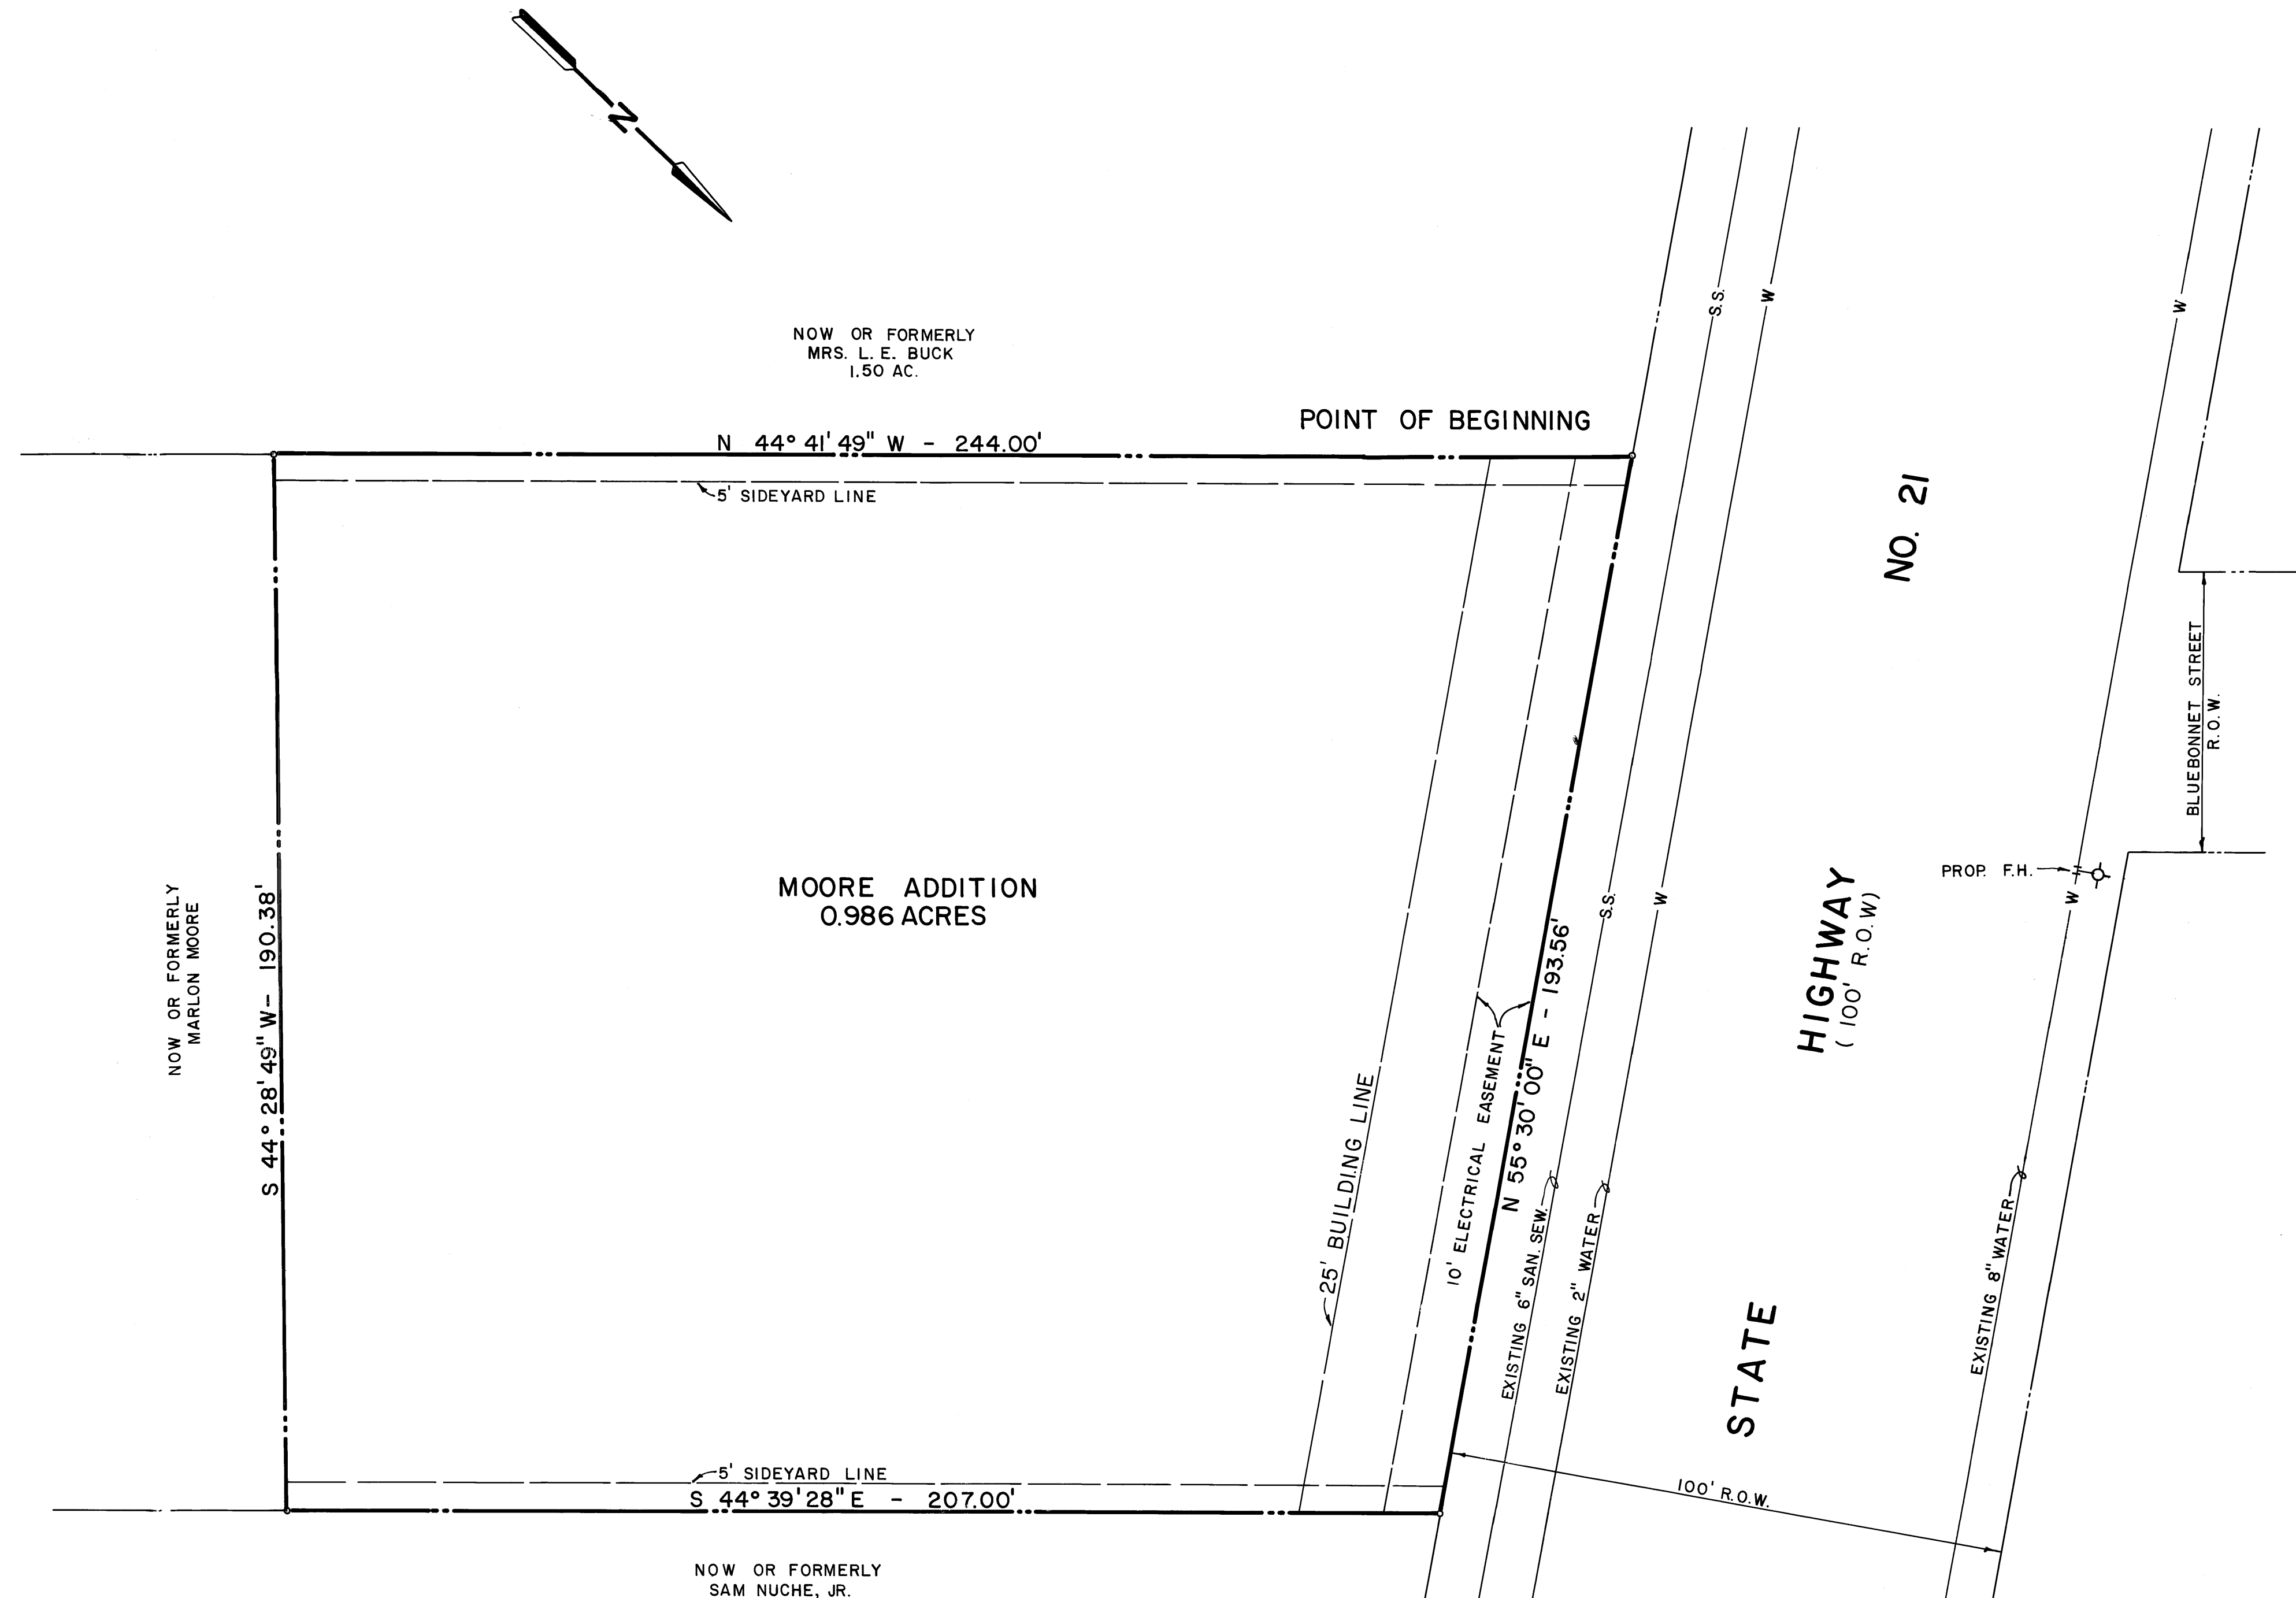 N
NOW OR FORMERLY
MRS. L. E. BUCK
1.50 AC.
POINT OF BEGINNING
N 44° 41' 49" W - 244.00'
5' SIDEYARD LINE
S.S.
W
W
NO. 21
BLUEBONNET STREET
R.O.W.
MOORE ADDITION
0.986 ACRES
NOW OR FORMERLY
MARLON MOORE
S 44° 28' 49" W - 190.38'
25' BUILDING LINE
10' ELECTRICAL EASEMENT
N 55° 30' 00" E - 193.56'
S.S.
W
PROP. F.H.
W
HIGHWAY
( 100' R.O.W)
EXISTING 6" SAN. SEW.
EXISTING 2" WATER
EXISTING 8" WATER
STATE
5' SIDEYARD LINE
S 44° 39' 28" E - 207.00'
100' R.O.W.
NOW OR FORMERLY
SAM NUCHE, JR.